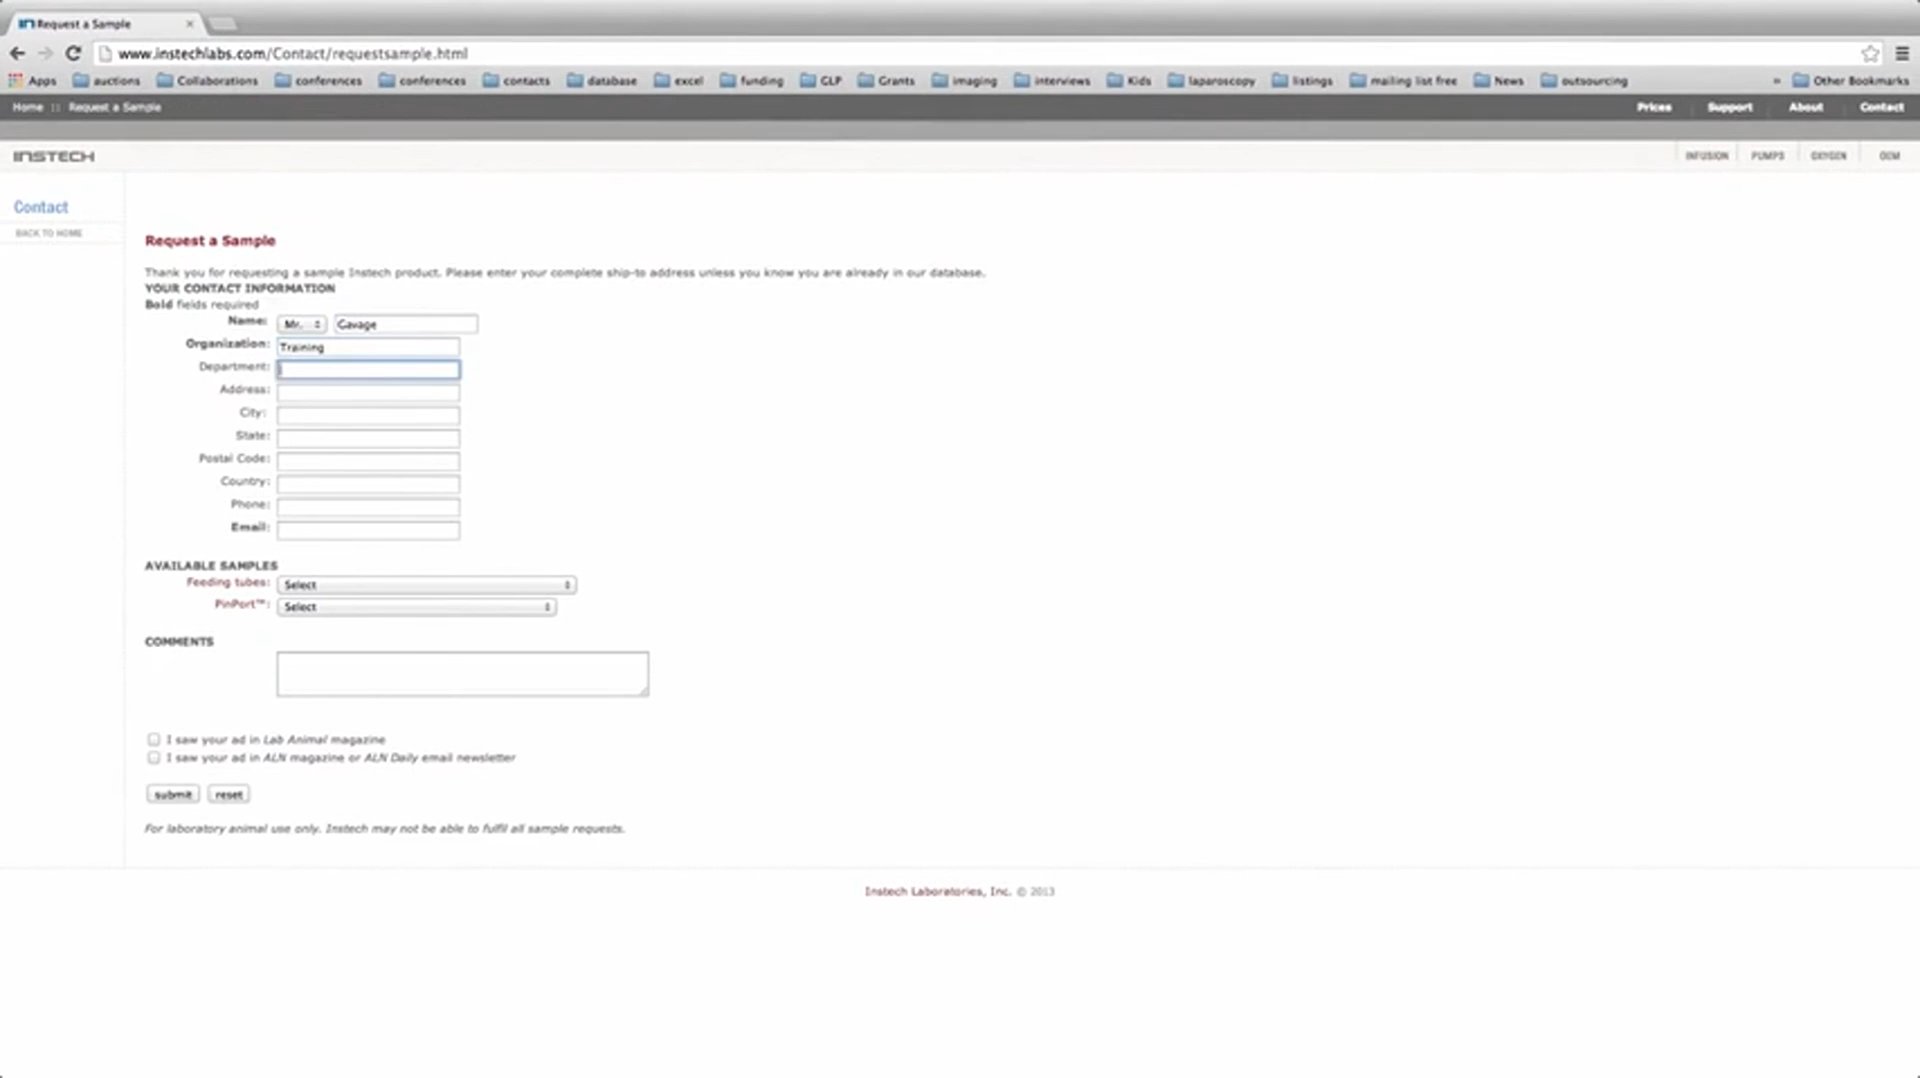 Request a Sample
www.instechlabs.com/Contact/requestsample.html
Apps auctions Collaborations conferences conferences contacts database excel funding GLP Grants imaging interviews Kids laparoscopy listings mailing list free News outsourcing » Other Bookmarks
Home :: Request a Sample Prices Support About Contact
INSTECH INFUSION PUMPS OXYGEN OEM
Contact
BACK TO HOME
Request a Sample
Thank you for requesting a sample Instech product. Please enter your complete ship-to address unless you know you are already in our database.
YOUR CONTACT INFORMATION
Bold fields required
Name: Mr. Gavage
Organization: Training
Department:
Address:
City:
State:
Postal Code:
Country:
Phone:
Email:
AVAILABLE SAMPLES
Feeding tubes: Select
PinPort™: Select
COMMENTS
I saw your ad in Lab Animal magazine
I saw your ad in ALN magazine or ALN Daily email newsletter
submit reset
For laboratory animal use only. Instech may not be able to fulfil all sample requests.
Instech Laboratories, Inc. © 2013